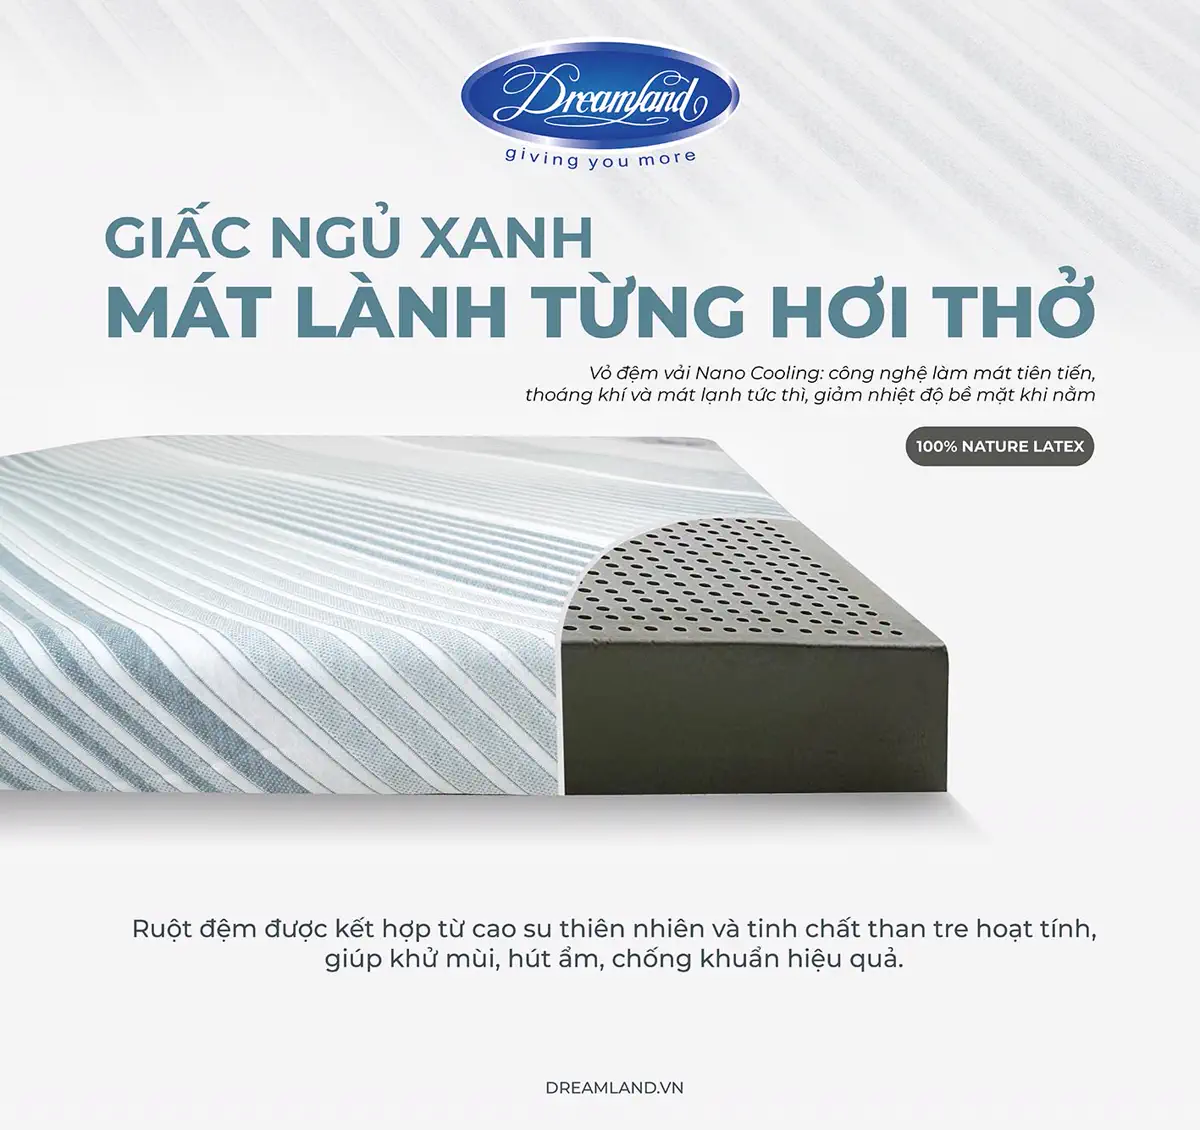 Dreamland
giving you more
GIẤC NGỦ XANH
MÁT LÀNH TỪNG HƠI THỞ
Vỏ đệm vải Nano Cooling: công nghệ làm mát tiên tiến,
thoáng khí và mát lạnh tức thì, giảm nhiệt độ bề mặt khi nằm
100% NATURE LATEX
Ruột đệm được kết hợp từ cao su thiên nhiên và tinh chất than tre hoạt tính,
giúp khử mùi, hút ẩm, chống khuẩn hiệu quả.
DREAMLAND.VN